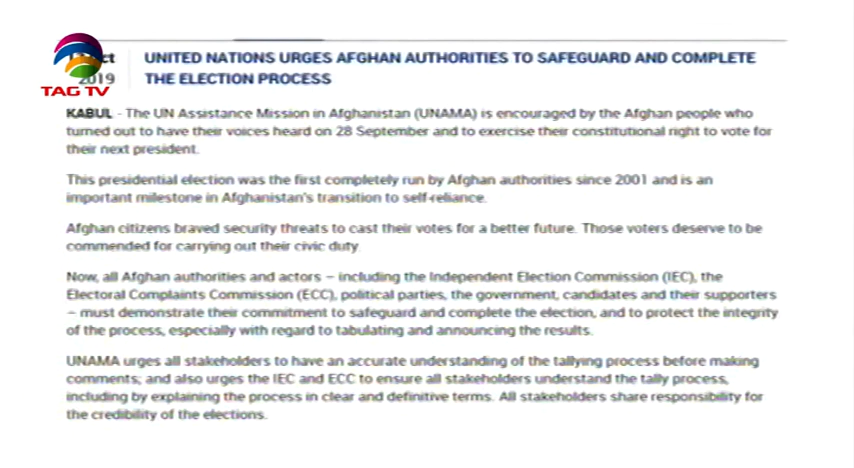 ct
2019
TAG TV
UNITED NATIONS URGES AFGHAN AUTHORITIES TO SAFEGUARD AND COMPLETE
THE ELECTION PROCESS
KABUL - The UN Assistance Mission in Afghanistan (UNAMA) is encouraged by the Afghan people who
turned out to have their voices heard on 28 September and to exercise their constitutional right to vote for
their next president.
This presidential election was the first completely run by Afghan authorities since 2001 and is an
important milestone in Afghanistan's transition to self-reliance.
Afghan citizens braved security threats to cast their votes for a better future. Those voters deserve to be
commended for carrying out their civic duty.
Now, all Afghan authorities and actors – including the Independent Election Commission (IEC), the
Electoral Complaints Commission (ECC), political parties, the government, candidates and their supporters
– must demonstrate their commitment to safeguard and complete the election, and to protect the integrity
of the process, especially with regard to tabulating and announcing the results.
UNAMA urges all stakeholders to have an accurate understanding of the tallying process before making
comments; and also urges the IEC and ECC to ensure all stakeholders understand the tally process,
including by explaining the process in clear and definitive terms. All stakeholders share responsibility for
the credibility of the elections.